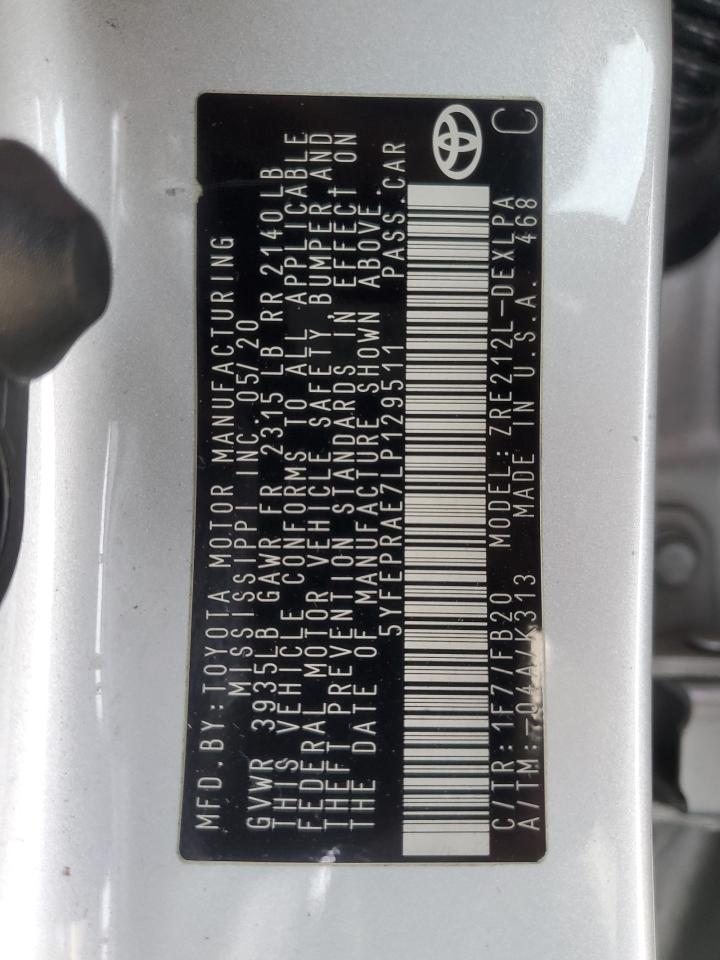 MFD.BY:TOYOTA MOTOR MANUFACTURING
MISSISSIPPI INC.05/20
GVWR 3935LB GAWR FR 2315 LB RR 2140LB
THIS VEHICLE CONFORMS TO ALL APPLICABLE
FEDERAL MOTOR VEHICLE SAFETY, BUMPER AND
THEFT PREVENTION STANDARDS IN EFFECT ON
THE DATE OF MANUFACTURE SHOWN ABOVE.
5YFEPRAE7LP129511 PASS.CAR
C/TR:1F7/FB20 MODEL:ZRE212L-DEXLPA
A/TM:-04A/K313 MADE IN U.S.A. 468
C